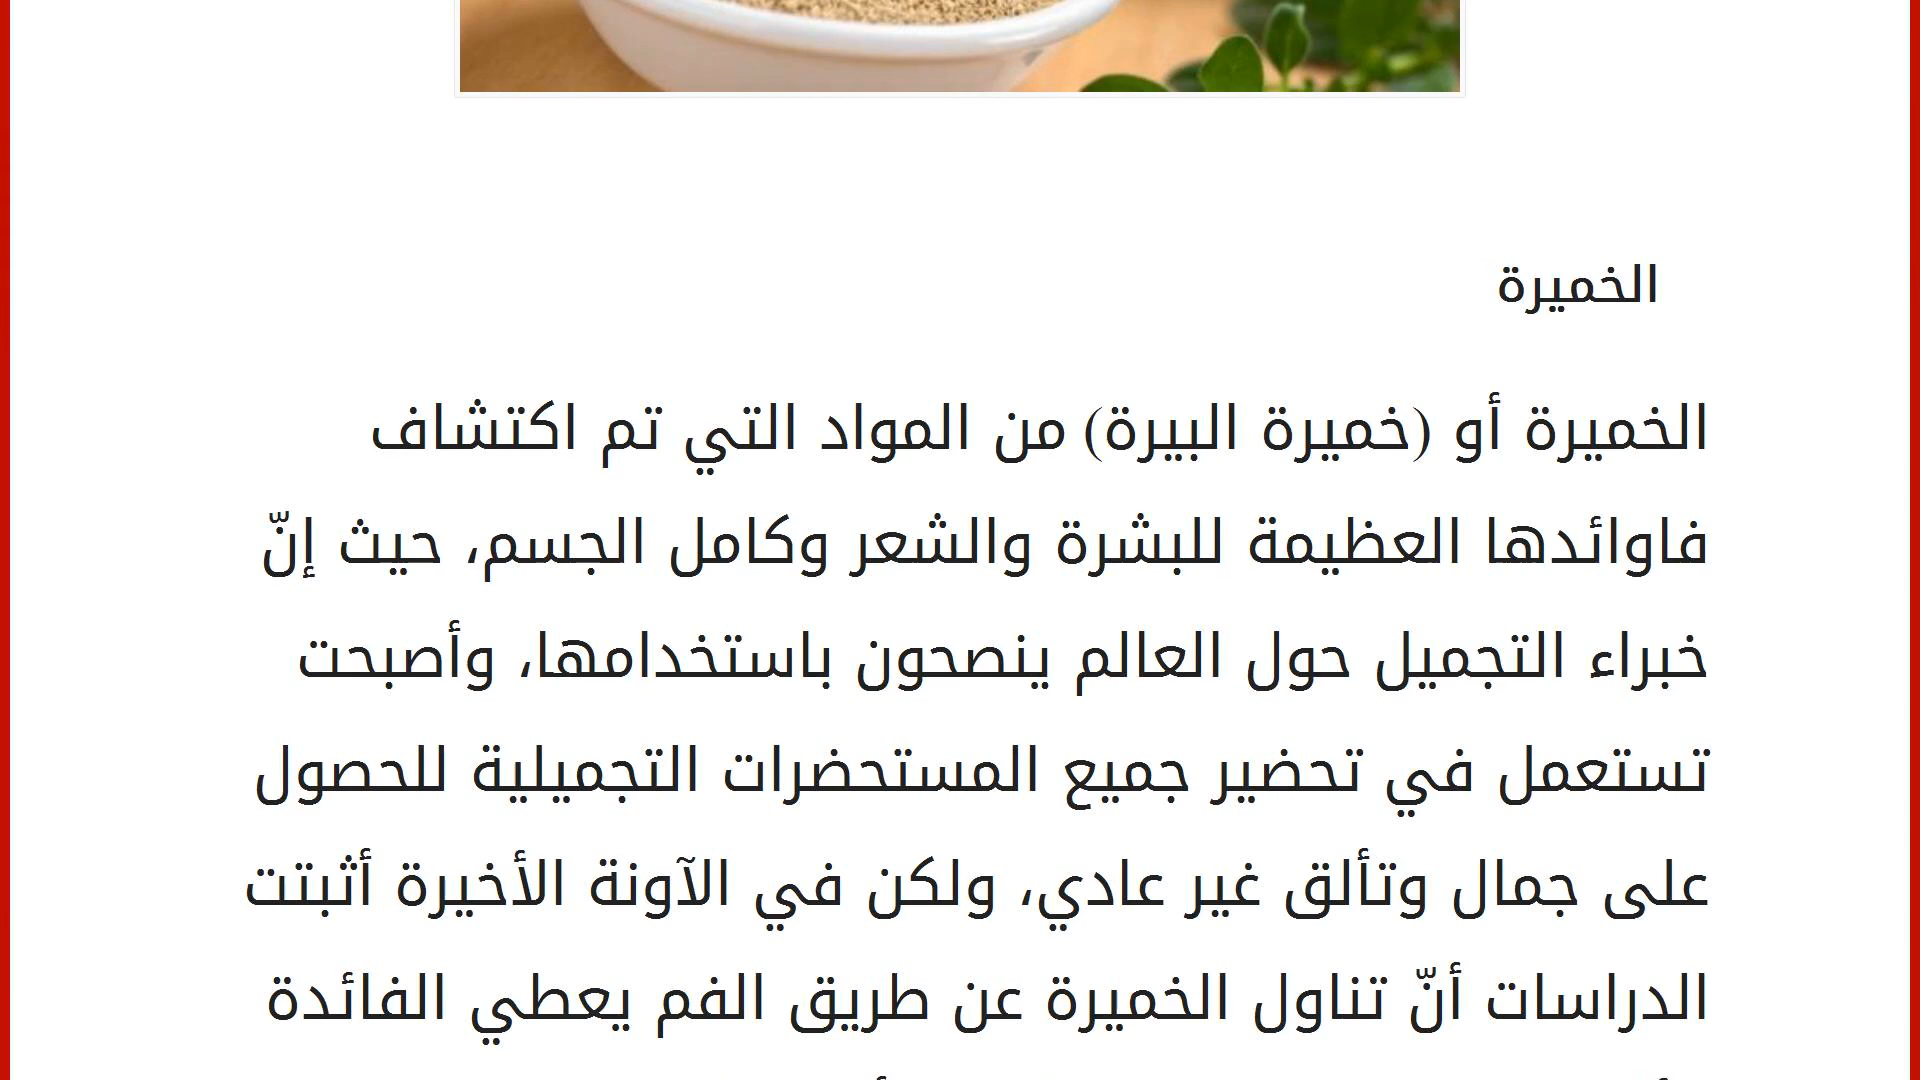 الخميرة
الخميرة أو (خميرة البيرة) من المواد التي تم اكتشاف
فاوائدها العظيمة للبشرة والشعر وكامل الجسم، حيث إنّ
خبراء التجميل حول العالم ينصحون باستخدامها، وأصبحت
تستعمل في تحضير جميع المستحضرات التجميلية للحصول
على جمال وتألق غير عادي، ولكن في الآونة الأخيرة أثبتت
الدراسات أنّ تناول الخميرة عن طريق الفم يعطي الفائدة